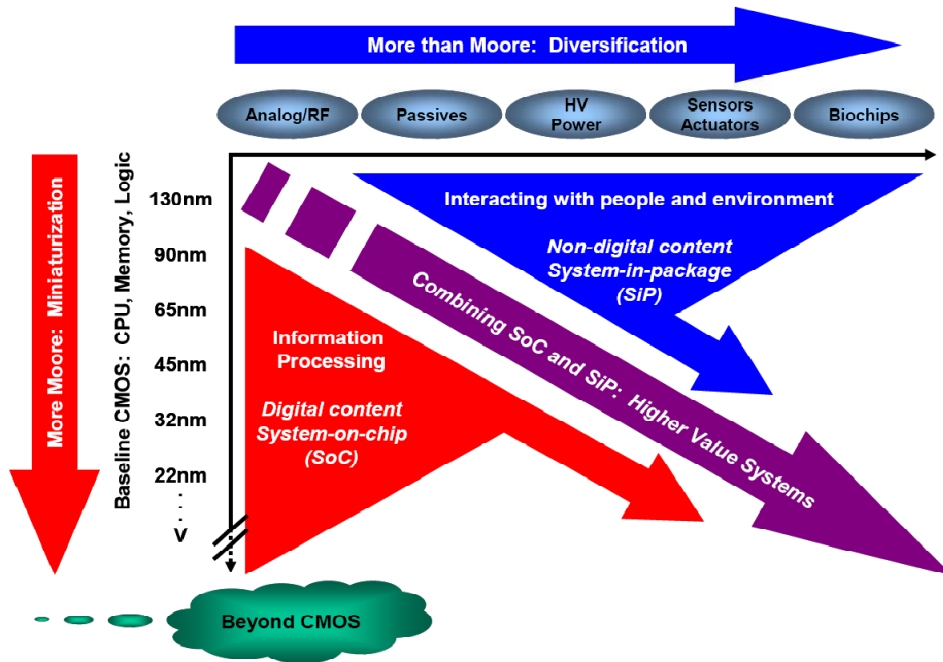 More than Moore: Diversification
Analog/RF
Passives
HV
Power
Sensors
Actuators
Biochips
More Moore: Miniaturization
Baseline CMOS: CPU, Memory, Logic
130nm
90nm
65nm
45nm
32nm
22nm
V
Interacting with people and environment
Non-digital content
System-in-package
(SiP)
Combining SoC and SiP: Higher Value Systems
Information
Processing
Digital content
System-on-chip
(SoC)
Beyond CMOS